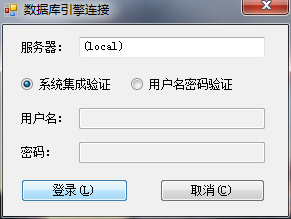 数据库引擎连接
服务器： (local)
系统集成验证 用户名密码验证
用户名：
密码：
登录(L) 取消(C)